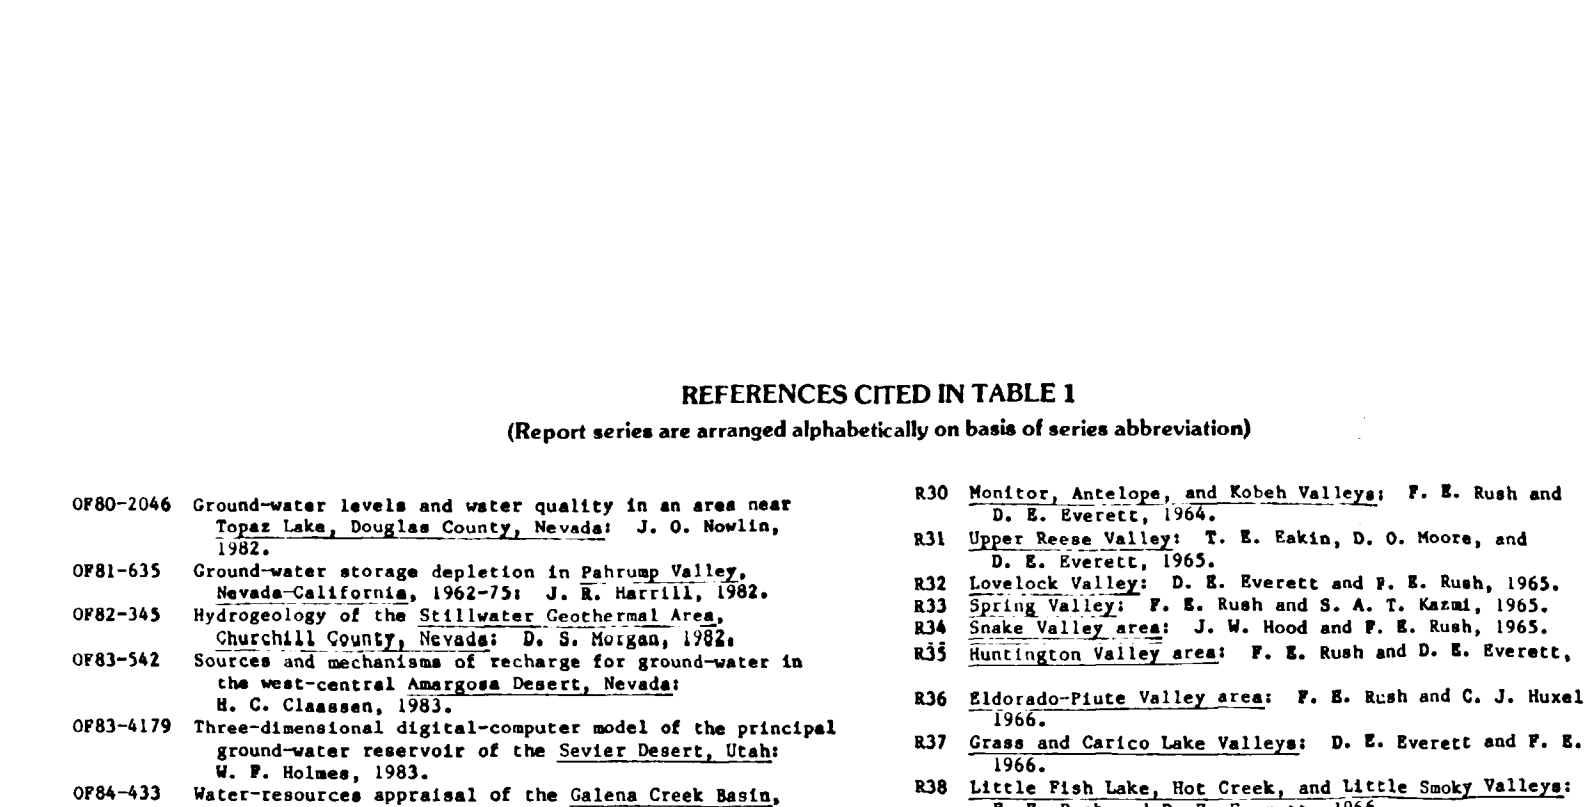 REFERENCES CITED IN TABLE 1
(Report series are arranged alphabetically on basis of series abbreviation)
OF80-2046 Ground-water levels and water quality in an area near
Topaz Lake, Douglas County, Nevada: J. O. Nowlin,
1982.
OF81-635 Ground-water storage depletion in Pahrump Valley,
Nevada-California, 1962-75: J. R. Harrill, 1982.
OF82-345 Hydrogeology of the Stillwater Geothermal Area,
Churchill County, Nevada: D. S. Morgan, 1982.
OF83-542 Sources and mechanisms of recharge for ground-water in
the west-central Amargosa Desert, Nevada:
H. C. Claassen, 1983.
OF83-4179 Three-dimensional digital-computer model of the principal
ground-water reservoir of the Sevier Desert, Utah:
W. F. Holmes, 1983.
OF84-433 Water-resources appraisal of the Galena Creek Basin,
R30 Monitor, Antelope, and Kobeh Valleys: F. E. Rush and
D. E. Everett, 1964.
R31 Upper Reese Valley: T. E. Eakin, D. O. Moore, and
D. E. Everett, 1965.
R32 Lovelock Valley: D. E. Everett and F. E. Rush, 1965.
R33 Spring Valley: F. E. Rush and S. A. T. Kazmi, 1965.
R34 Snake Valley area: J. W. Hood and F. E. Rush, 1965.
R35 Huntington Valley area: F. E. Rush and D. E. Everett,
R36 Eldorado-Piute Valley area: F. E. Rush and C. J. Huxel
1966.
R37 Grass and Carico Lake Valleys: D. E. Everett and F. E.
1966.
R38 Little Fish Lake, Hot Creek, and Little Smoky Valleys: